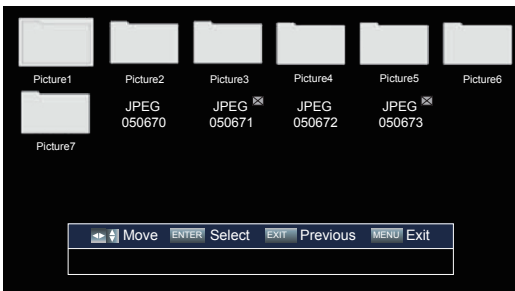 Picture1 Picture2 Picture3 Picture4 Picture5 Picture6
JPEG JPEG JPEG JPEG
050670 050671 050672 050673
Picture7
Move ENTER Select EXIT Previous MENU Exit